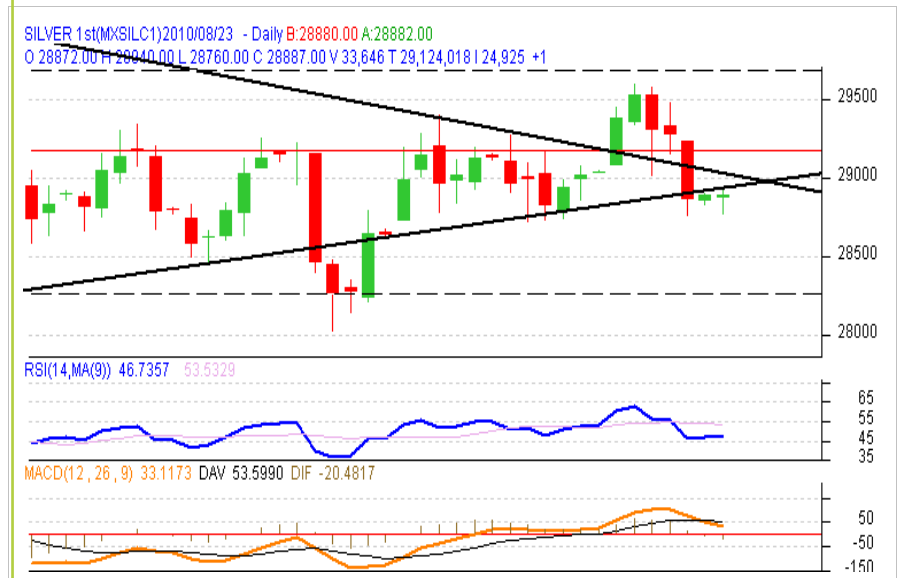 SILVER 1st(MXSILC1)2010/08/23 - Daily B:28880.00 A:28882.00
O 28872.00 H 28940.00 L 28760.00 C 28887.00 V 33,646 T 29,124,018 I 24,925 +1
29500
29000
28500
28000
RSI(14,MA(9)) 46.7357 53.5329
65
55
45
35
MACD(12, 26, 9) 33.1173 DAV 53.5990 DIF -20.4817
50
-50
-150